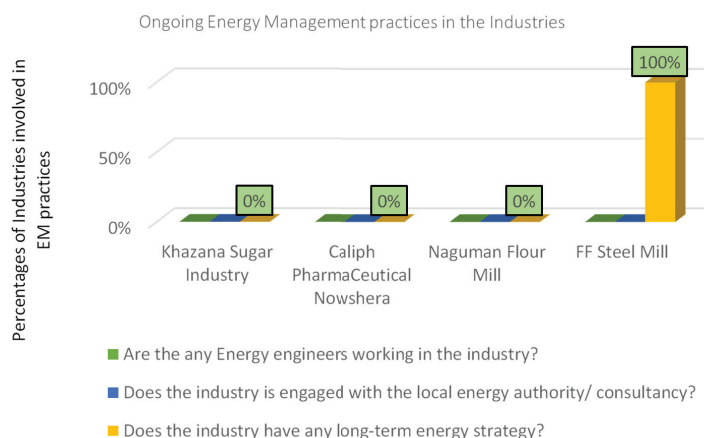 Ongoing Energy Management practices in the Industries
Percentages of Industries involved in
EM practices
100%
50%
0%
0%
0%
0%
100%
Khazana Sugar
Industry
Caliph
PharmaCeutical
Nowshera
Naguman Flour
Mill
FF Steel Mill
Are the any Energy engineers working in the industry?
Does the industry is engaged with the local energy authority/ consultancy?
Does the industry have any long-term energy strategy?